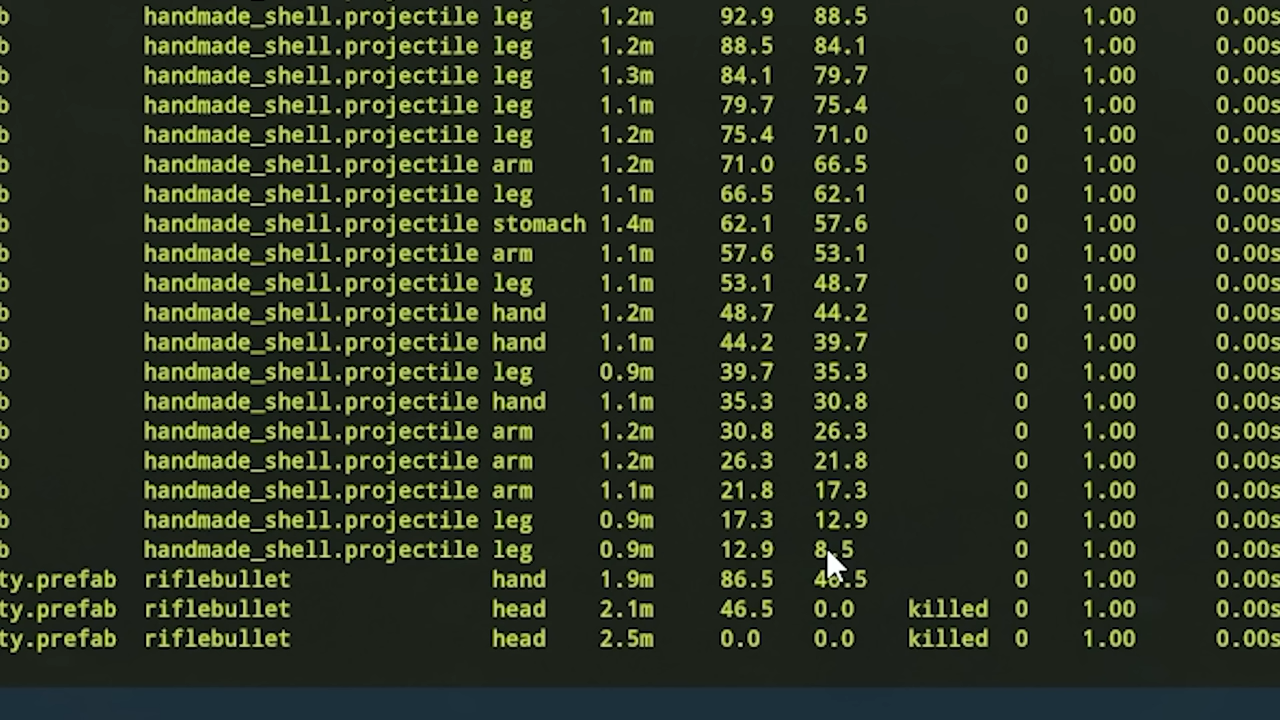 b handmade_shell.projectile leg 1.2m 92.9 88.5 0 1.00 0.00s
b handmade_shell.projectile leg 1.2m 88.5 84.1 0 1.00 0.00s
b handmade_shell.projectile leg 1.3m 84.1 79.7 0 1.00 0.00s
b handmade_shell.projectile leg 1.1m 79.7 75.4 0 1.00 0.00s
b handmade_shell.projectile leg 1.2m 75.4 71.0 0 1.00 0.00s
b handmade_shell.projectile arm 1.2m 71.0 66.5 0 1.00 0.00s
b handmade_shell.projectile leg 1.1m 66.5 62.1 0 1.00 0.00s
b handmade_shell.projectile stomach 1.4m 62.1 57.6 0 1.00 0.00s
b handmade_shell.projectile arm 1.1m 57.6 53.1 0 1.00 0.00s
b handmade_shell.projectile leg 1.1m 53.1 48.7 0 1.00 0.00s
b handmade_shell.projectile hand 1.2m 48.7 44.2 0 1.00 0.00s
b handmade_shell.projectile hand 1.1m 44.2 39.7 0 1.00 0.00s
b handmade_shell.projectile leg 0.9m 39.7 35.3 0 1.00 0.00s
b handmade_shell.projectile hand 1.1m 35.3 30.8 0 1.00 0.00s
b handmade_shell.projectile arm 1.2m 30.8 26.3 0 1.00 0.00s
b handmade_shell.projectile arm 1.2m 26.3 21.8 0 1.00 0.00s
b handmade_shell.projectile arm 1.1m 21.8 17.3 0 1.00 0.00s
b handmade_shell.projectile leg 0.9m 17.3 12.9 0 1.00 0.00s
b handmade_shell.projectile leg 0.9m 12.9 8.5 0 1.00 0.00s
ty.prefab riflebullet hand 1.9m 86.5 46.5 0 1.00 0.00s
ty.prefab riflebullet head 2.1m 46.5 0.0 killed 0 1.00 0.00s
ty.prefab riflebullet head 2.5m 0.0 0.0 killed 0 1.00 0.00s